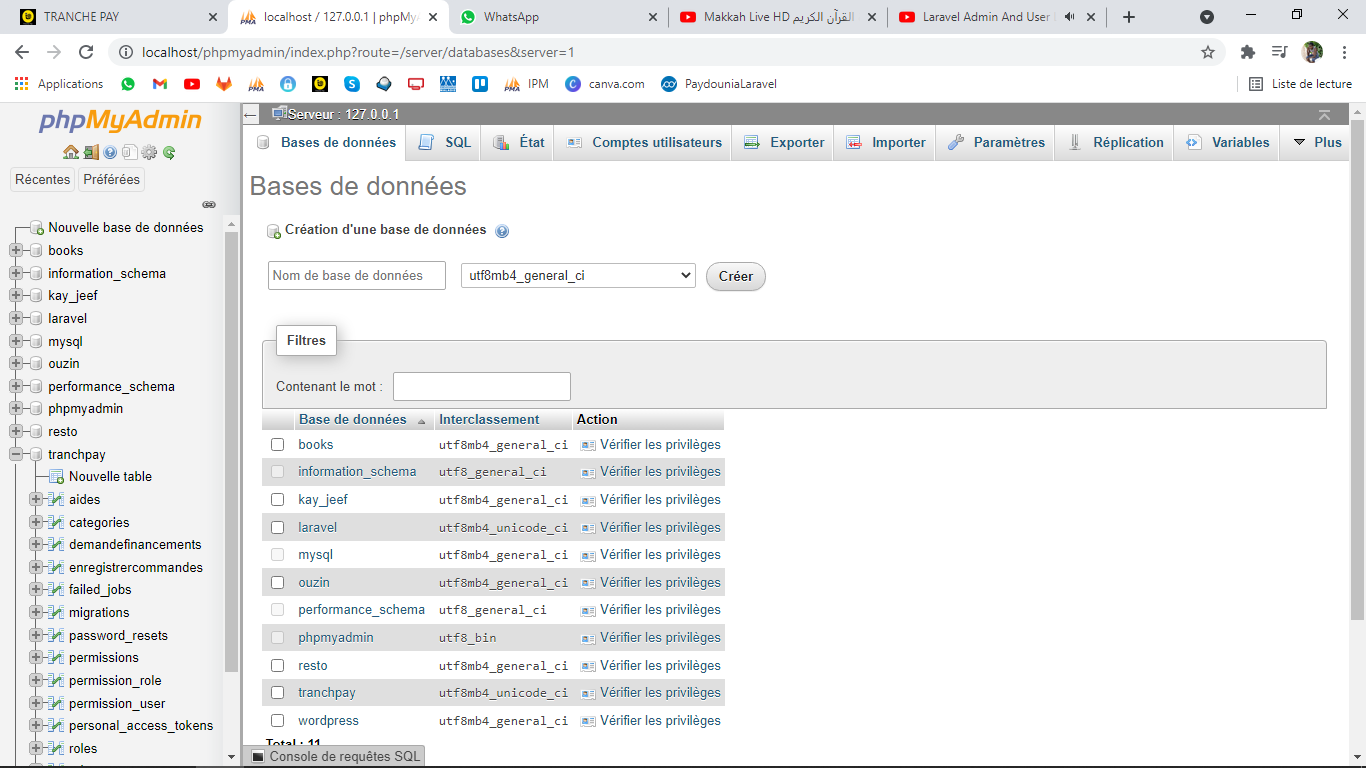 TRANCHE PAY
localhost / 127.0.0.1 | phpMy
WhatsApp
Makkah Live HD القرآن الكريم
Laravel Admin And User
localhost/phpmyadmin/index.php?route=/server/databases&server=1
Applications
IPM
canva.com
PaydouniaLaravel
Liste de lecture
phpMyAdmin
Récentes
Préférées
Nouvelle base de données
books
information_schema
kay_jeef
laravel
mysql
ouzin
performance_schema
phpmyadmin
resto
tranchpay
Nouvelle table
aides
categories
demandefinancements
enregistrercommandes
failed_jobs
migrations
password_resets
permissions
permission_role
permission_user
personal_access_tokens
roles
Serveur : 127.0.0.1
Bases de données
SQL
État
Comptes utilisateurs
Exporter
Importer
Paramètres
Réplication
Variables
Plus
Bases de données
Création d'une base de données
Nom de base de données
utf8mb4_general_ci
Créer
Filtres
Contenant le mot :
Base de données Interclassement Action
books utf8mb4_general_ci Vérifier les privilèges
information_schema utf8_general_ci Vérifier les privilèges
kay_jeef utf8mb4_general_ci Vérifier les privilèges
laravel utf8mb4_unicode_ci Vérifier les privilèges
mysql utf8mb4_general_ci Vérifier les privilèges
ouzin utf8mb4_general_ci Vérifier les privilèges
performance_schema utf8_general_ci Vérifier les privilèges
phpmyadmin utf8_bin Vérifier les privilèges
resto utf8mb4_general_ci Vérifier les privilèges
tranchpay utf8mb4_unicode_ci Vérifier les privilèges
wordpress utf8mb4_general_ci Vérifier les privilèges
Total : 11
Console de requêtes SQL